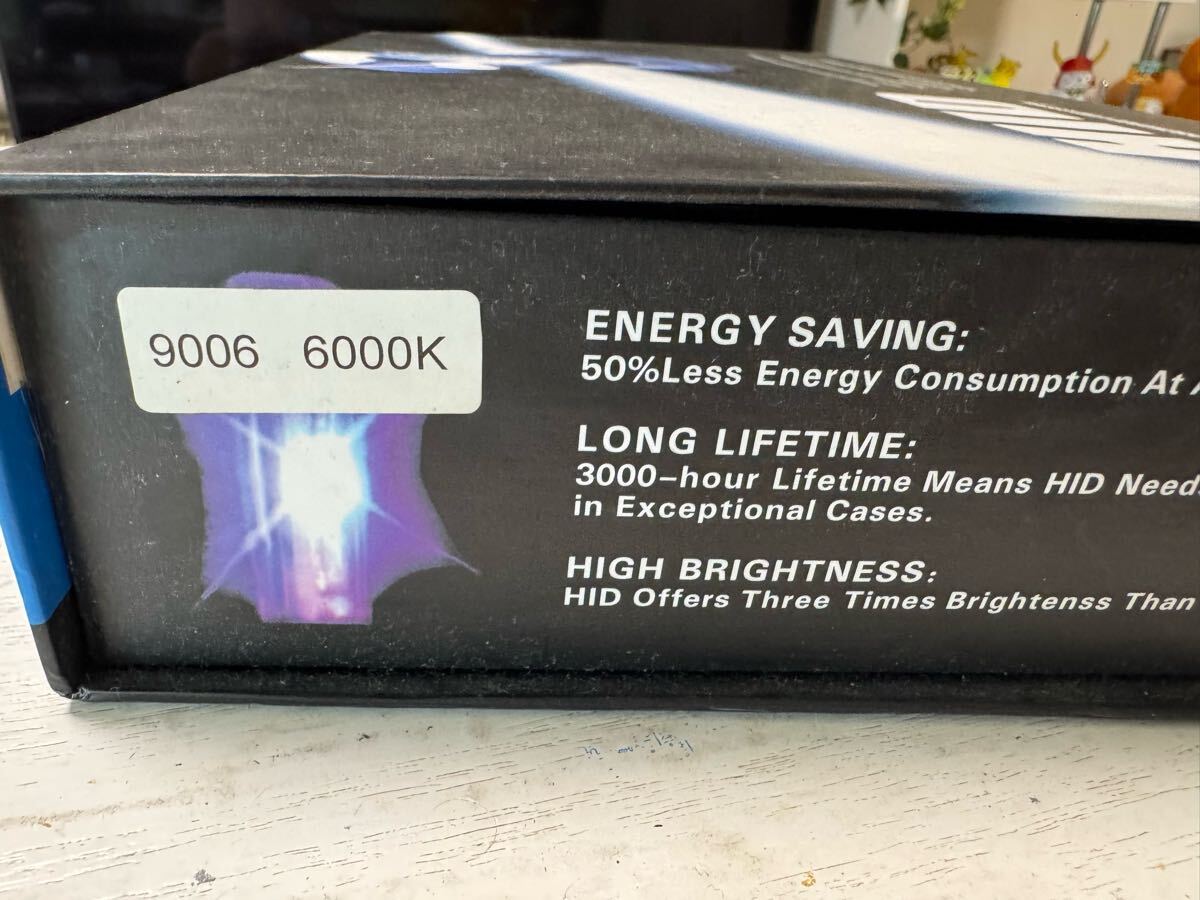 9006 6000K
ENERGY SAVING:
50%Less Energy Consumption At
LONG LIFETIME:
3000-hour Lifetime Means HID Need
in Exceptional Cases.
HIGH BRIGHTNESS:
HID Offers Three Times Brightenss Than